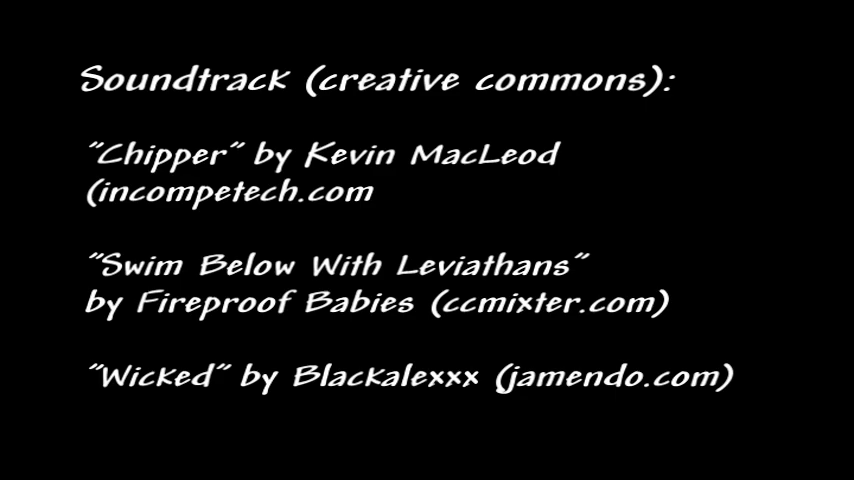 Soundtrack (creative commons):
"Chipper" by Kevin MacLeod
(incompetech.com
"Swim Below With Leviathans"
by Fireproof Babies (ccmixter.com)
"Wicked" by Blackalexxx (jamendo.com)